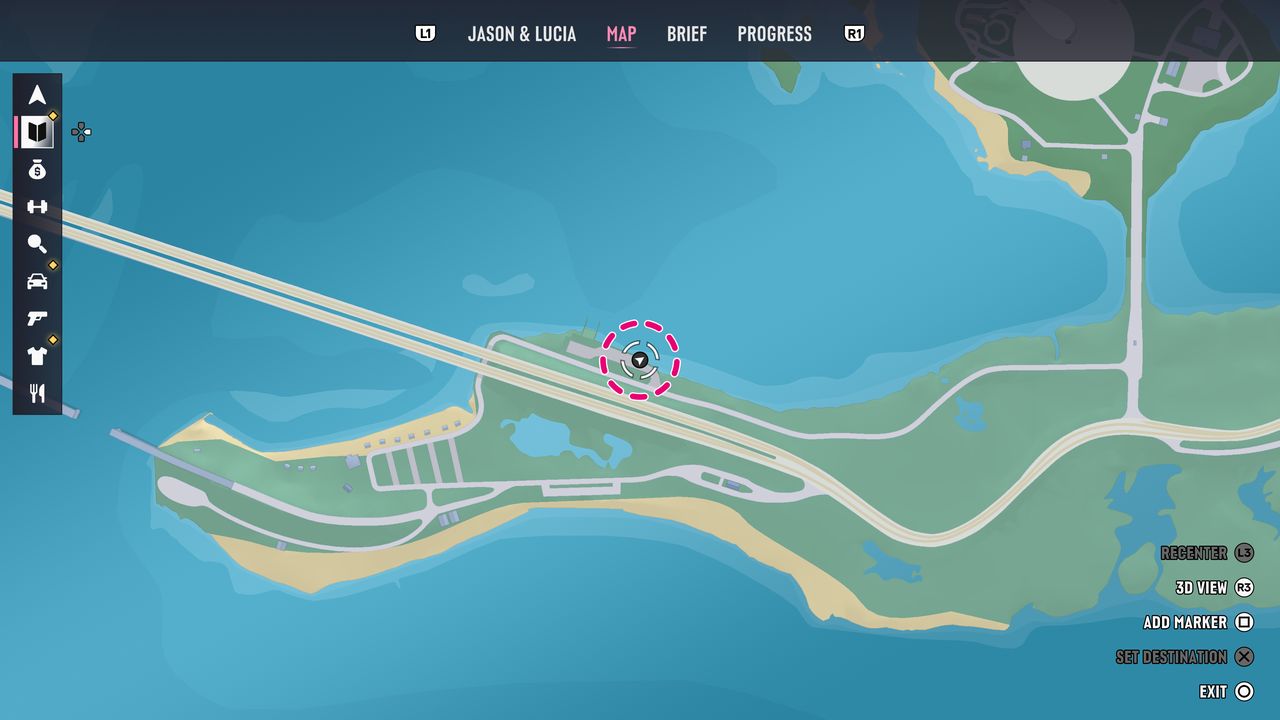 L1 JASON & LUCIA MAP BRIEF PROGRESS R1
$
RECENTER L3
3D VIEW R3
ADD MARKER
SET DESTINATION
EXIT